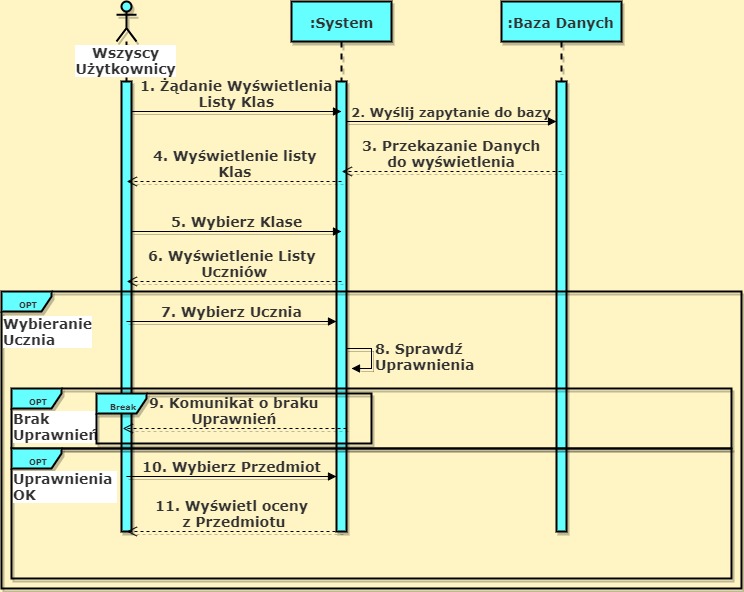 :System
:Baza Danych
Wszyscy
Użytkownicy
1. Żądanie Wyświetlenia
Listy Klas
2. Wyślij zapytanie do bazy
3. Przekazanie Danych
do wyświetlenia
4. Wyświetlenie listy
Klas
5. Wybierz Klase
6. Wyświetlenie Listy
Uczniów
OPT
Wybieranie
Ucznia
7. Wybierz Ucznia
8. Sprawdź
Uprawnienia
OPT
Brak
Uprawnień
Break
9. Komunikat o braku
Uprawnień
OPT
Uprawnienia
OK
10. Wybierz Przedmiot
11. Wyświetl oceny
z Przedmiotu